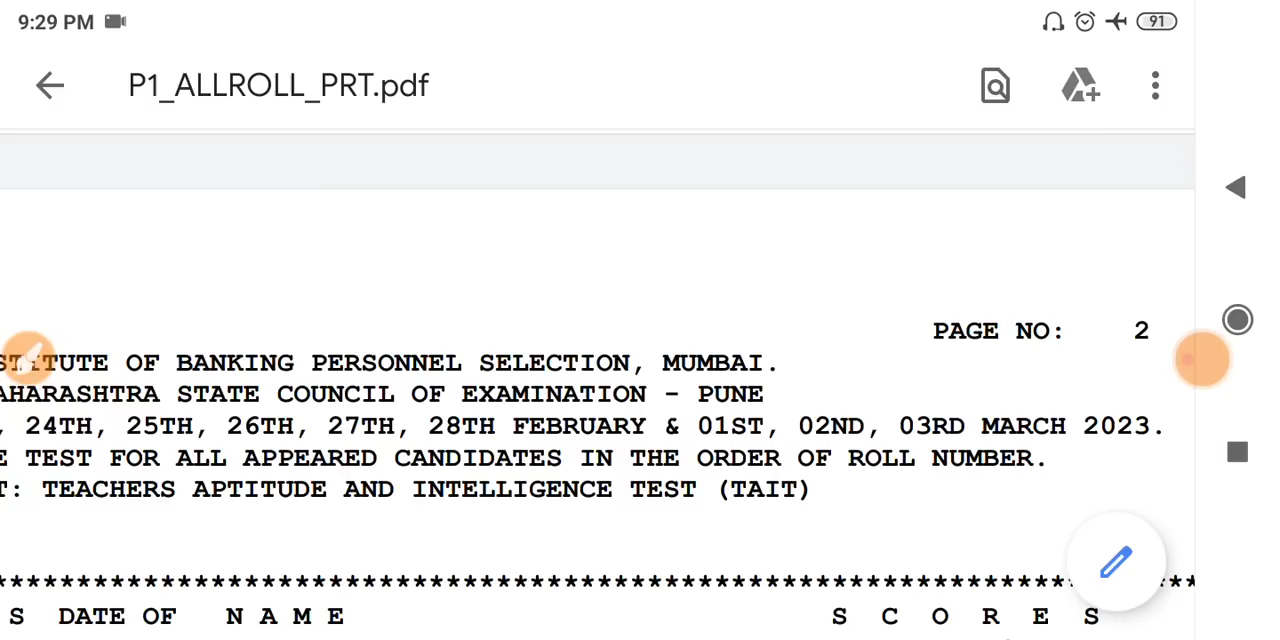 9:29 PM 91
P1_ALLROLL_PRT.pdf
PAGE NO: 2
STITUTE OF BANKING PERSONNEL SELECTION, MUMBAI.
AHARASHTRA STATE COUNCIL OF EXAMINATION - PUNE
, 24TH, 25TH, 26TH, 27TH, 28TH FEBRUARY & 01ST, 02ND, 03RD MARCH 2023.
E TEST FOR ALL APPEARED CANDIDATES IN THE ORDER OF ROLL NUMBER.
T: TEACHERS APTITUDE AND INTELLIGENCE TEST (TAIT)
S DATE OF N A M E S C O R E S